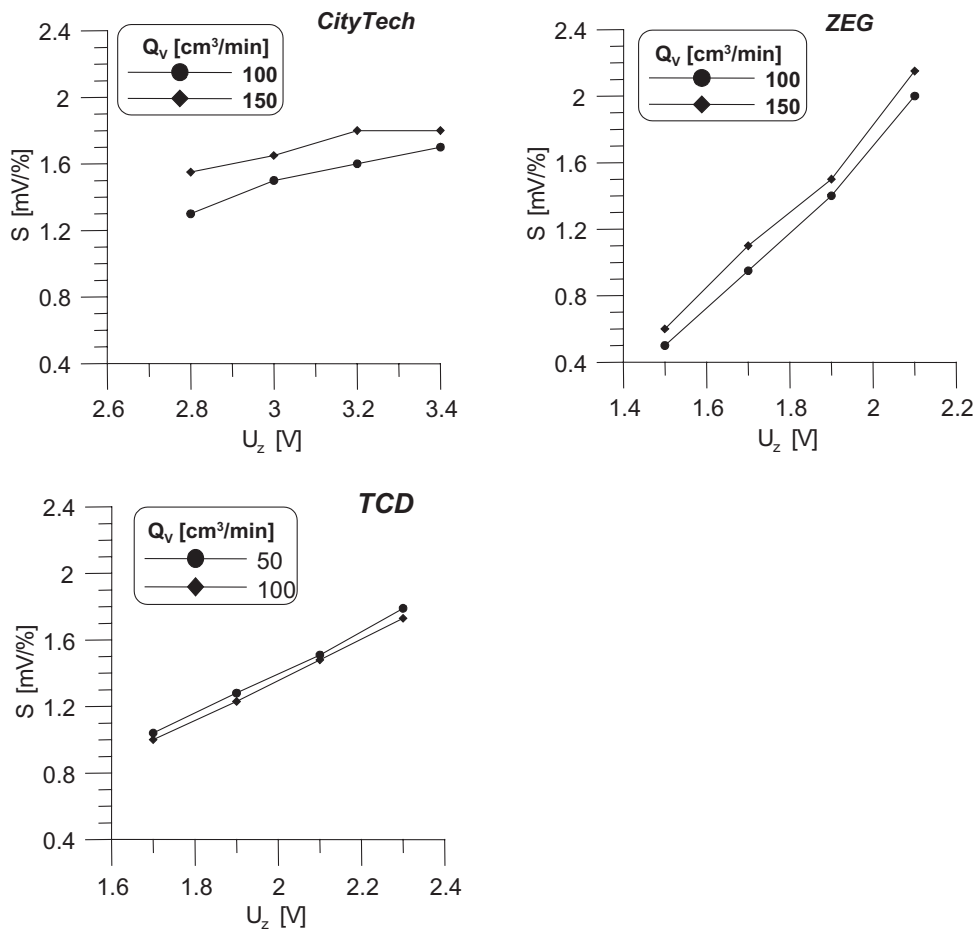 CityTech
Q_V [cm³/min]
100
150
S [mV/%]
2.4
2
1.6
1.2
0.8
0.4
2.6 2.8 3 3.2 3.4
U_z [V]
ZEG
Q_V [cm³/min]
100
150
S [mV/%]
2.4
2
1.6
1.2
0.8
0.4
1.4 1.6 1.8 2 2.2
U_z [V]
TCD
Q_V [cm³/min]
50
100
S [mV/%]
2.4
2
1.6
1.2
0.8
0.4
1.6 1.8 2 2.2 2.4
U_z [V]